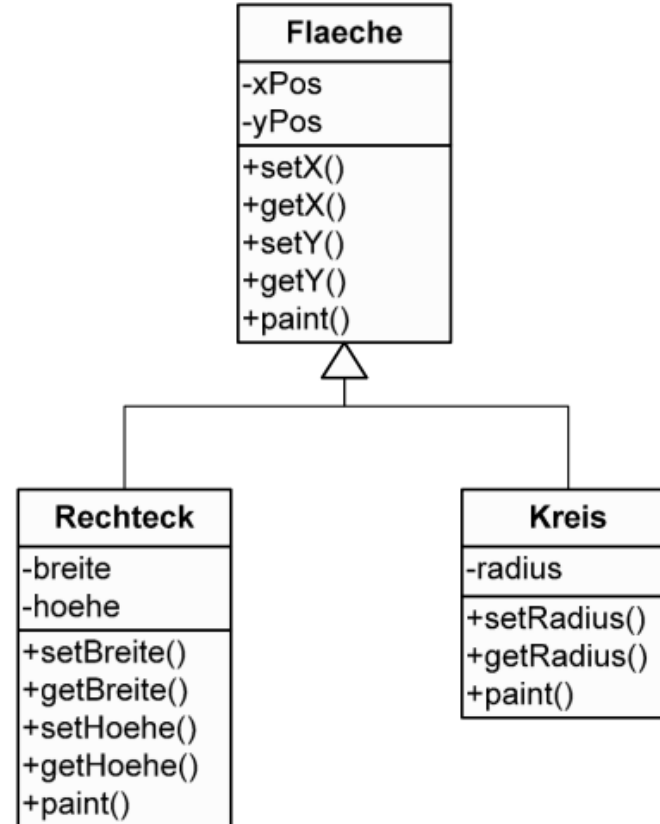 Flaeche
-xPos
-yPos
+setX()
+getX()
+setY()
+getY()
+paint()
Rechteck
-breite
-hoehe
+setBreite()
+getBreite()
+setHoehe()
+getHoehe()
+paint()
Kreis
-radius
+setRadius()
+getRadius()
+paint()